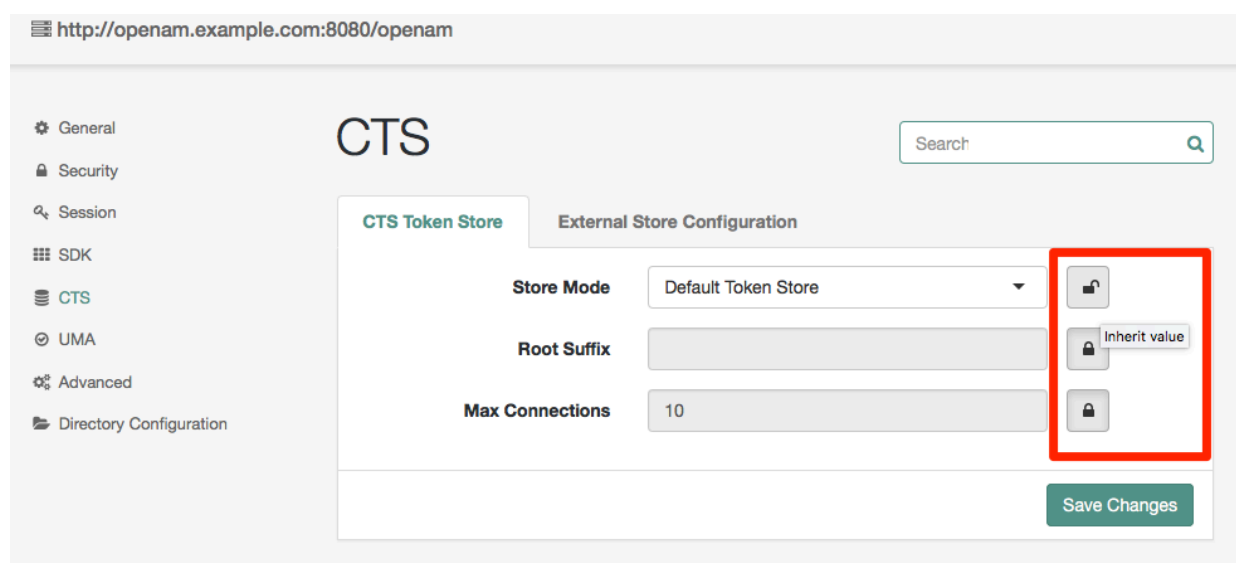 http://openam.example.com:8080/openam
General
Security
Session
SDK
CTS
UMA
Advanced
Directory Configuration
CTS
Search
CTS Token Store
External Store Configuration
Store Mode
Default Token Store
Root Suffix
Inherit value
Max Connections
10
Save Changes